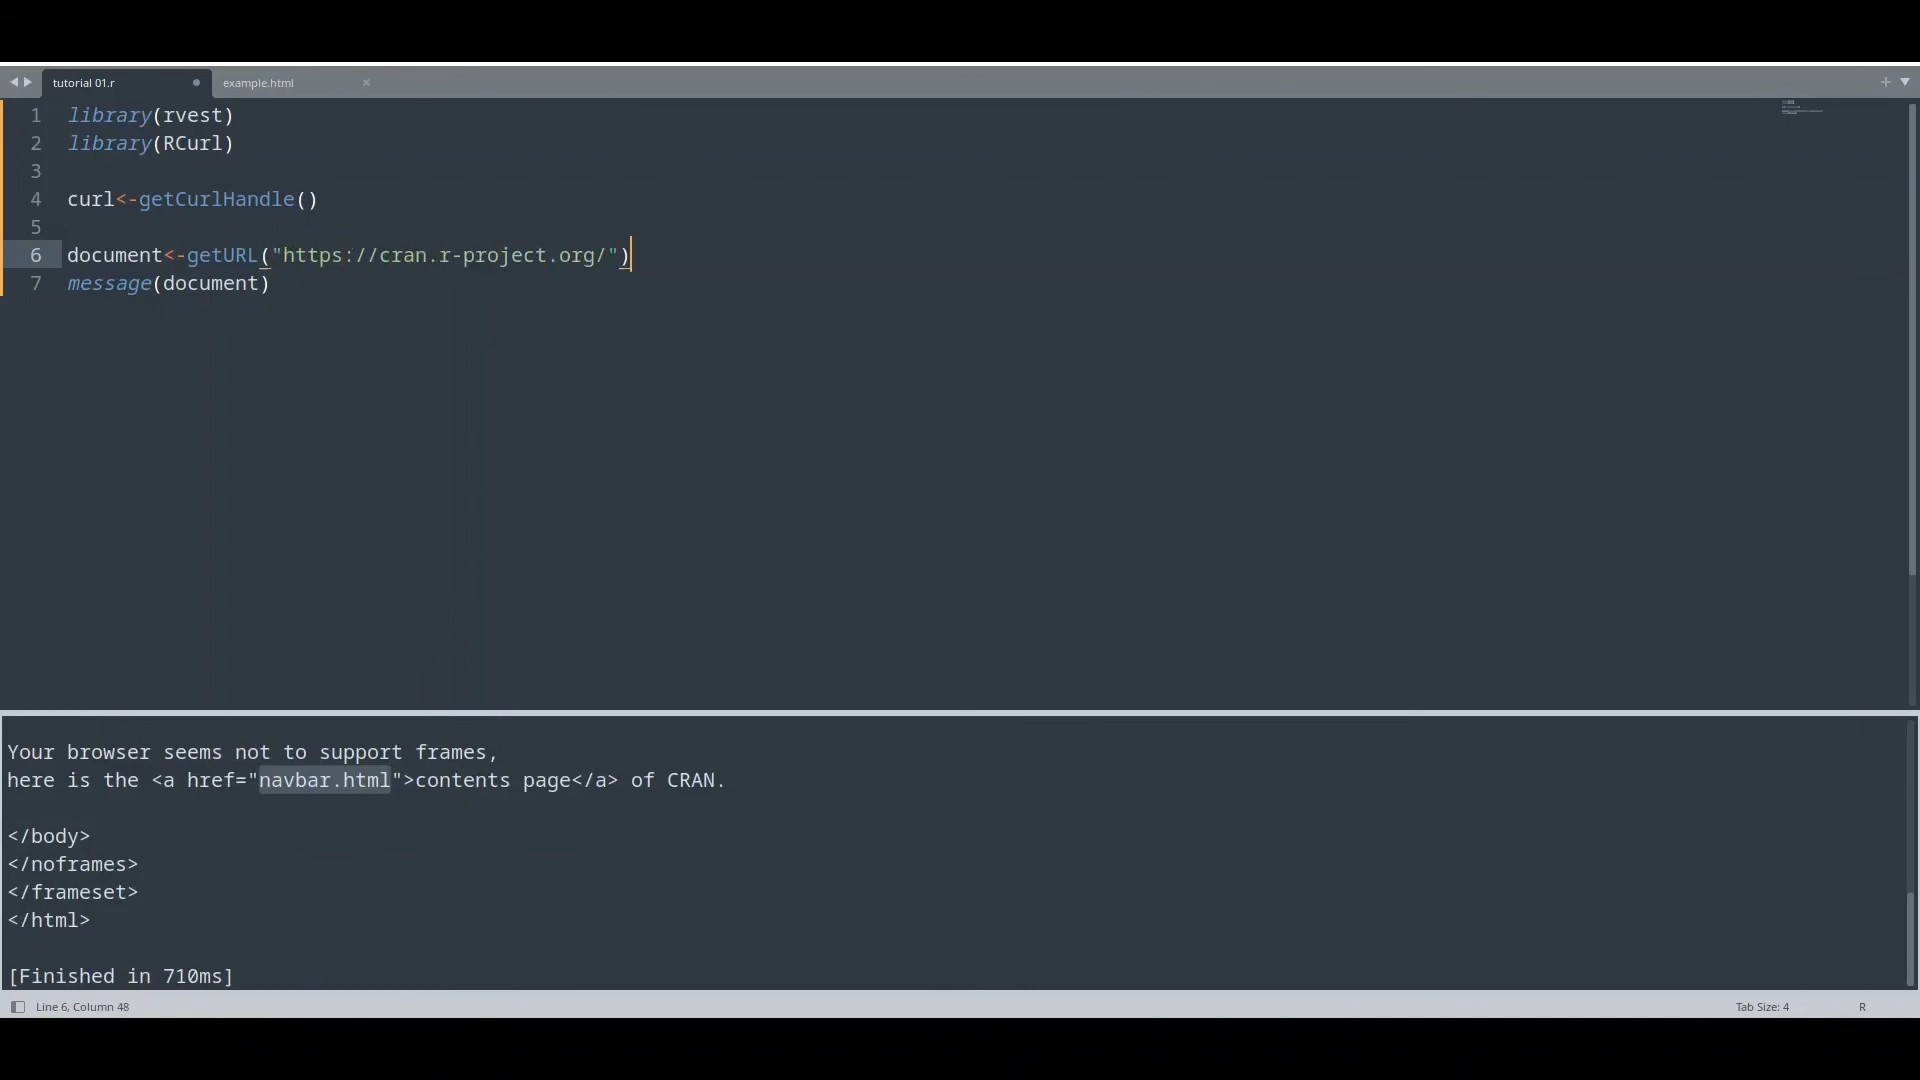 tutorial 01.r
example.html
1 library(rvest)
2 library(RCurl)
3
4 curl<-getCurlHandle()
5
6 document<-getURL("https://cran.r-project.org/")
7 message(document)
Your browser seems not to support frames,
here is the <a href="navbar.html">contents page</a> of CRAN.
</body>
</noframes>
</frameset>
</html>
[Finished in 710ms]
Line 6, Column 48
Tab Size: 4
R